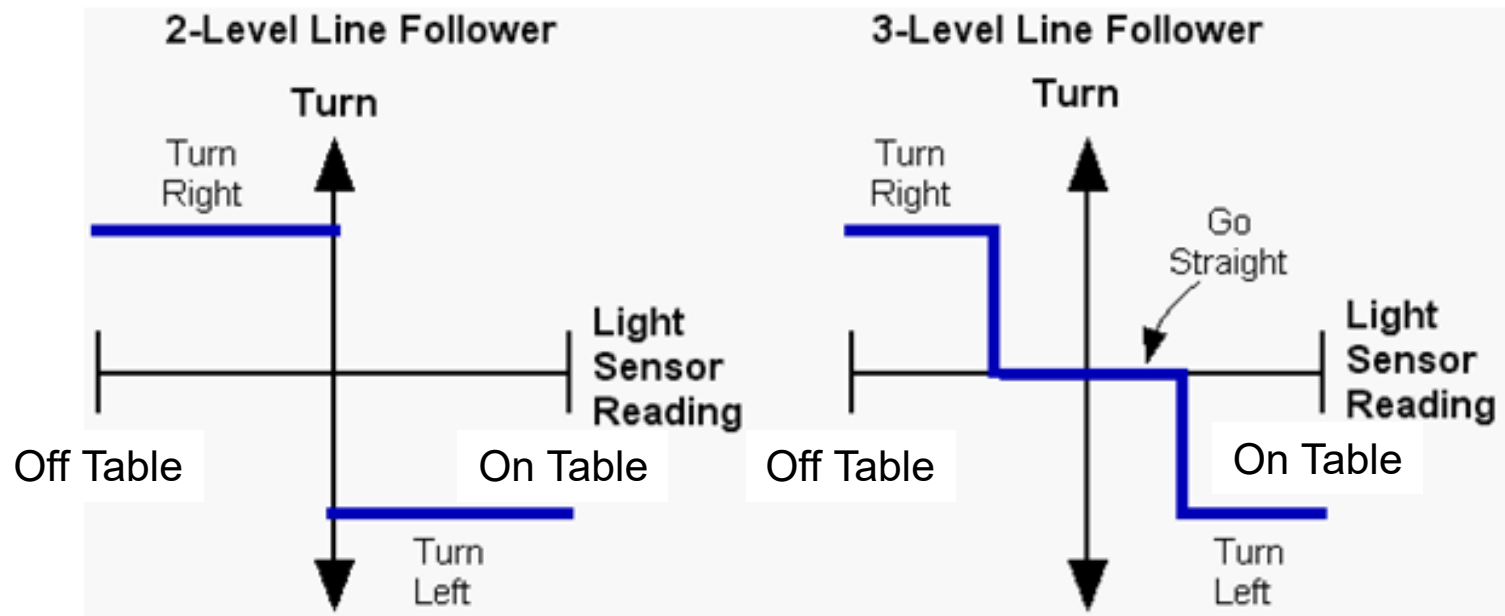 2-Level Line Follower
Turn
Turn
Right
Light
Sensor
Reading
Off Table
On Table
Turn
Left
3-Level Line Follower
Turn
Turn
Right
Go
Straight
Light
Sensor
Reading
Off Table
On Table
Turn
Left